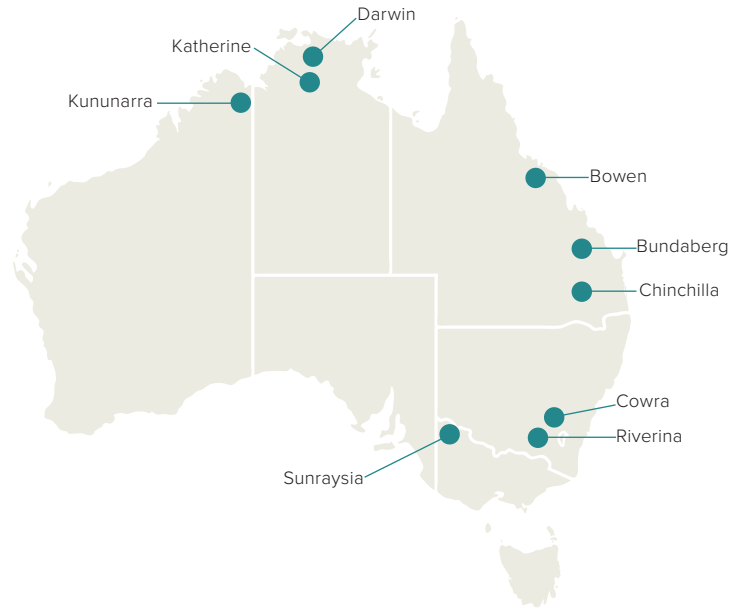 Darwin
Katherine
Kununarra
Bowen
Bundaberg
Chinchilla
Cowra
Riverina
Sunraysia